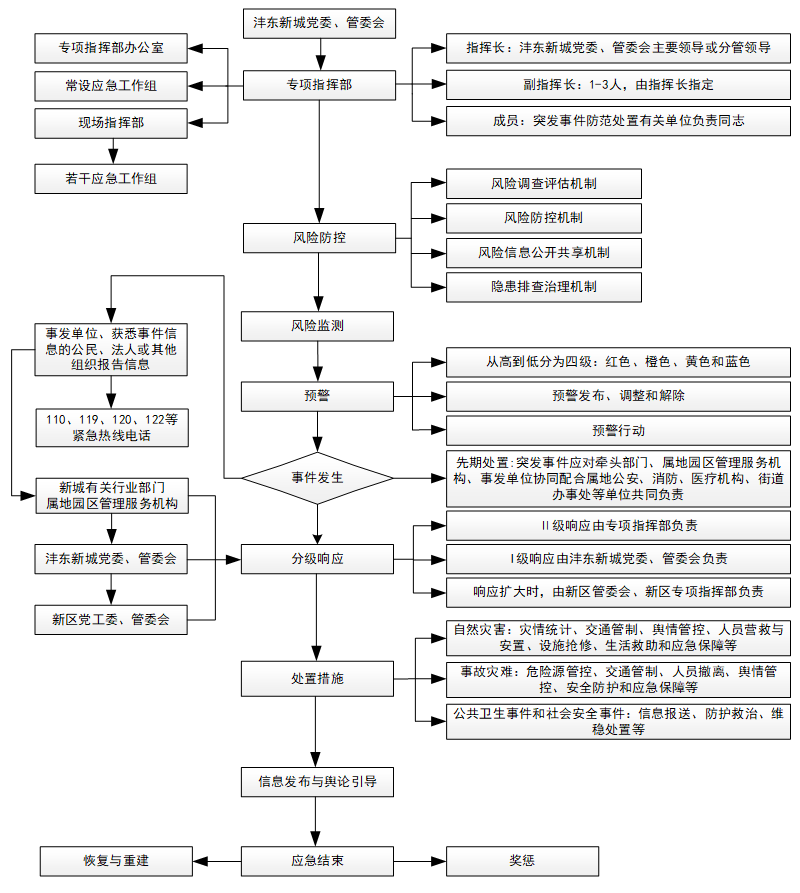 沣东新城党委、管委会
专项指挥部办公室
常设应急工作组
现场指挥部
若干应急工作组
专项指挥部
指挥长：沣东新城党委、管委会主要领导或分管领导
副指挥长：1-3人，由指挥长指定
成员：突发事件防范处置有关单位负责同志
风险防控
风险调查评估机制
风险防控机制
风险信息公开共享机制
隐患排查治理机制
风险监测
事发单位、获悉事件信
息的公民、法人或其他
组织报告信息
110、119、120、122等
紧急热线电话
预警
从高到低分为四级：红色、橙色、黄色和蓝色
预警发布、调整和解除
预警行动
事件发生
先期处置:突发事件应对牵头部门、属地园区管理服务机
构、事发单位协同配合属地公安、消防、医疗机构、街道
办事处等单位共同负责
新城有关行业部门
属地园区管理服务机构
沣东新城党委、管委会
新区党工委、管委会
分级响应
II级响应由专项指挥部负责
I级响应由沣东新城党委、管委会负责
响应扩大时，由新区管委会、新区专项指挥部负责
处置措施
自然灾害：灾情统计、交通管制、舆情管控、人员营救与
安置、设施抢修、生活救助和应急保障等
事故灾难：危险源管控、交通管制、人员撤离、舆情管
控、安全防护和应急保障等
公共卫生事件和社会安全事件：信息报送、防护救治、维
稳处置等
信息发布与舆论引导
恢复与重建
应急结束
奖惩